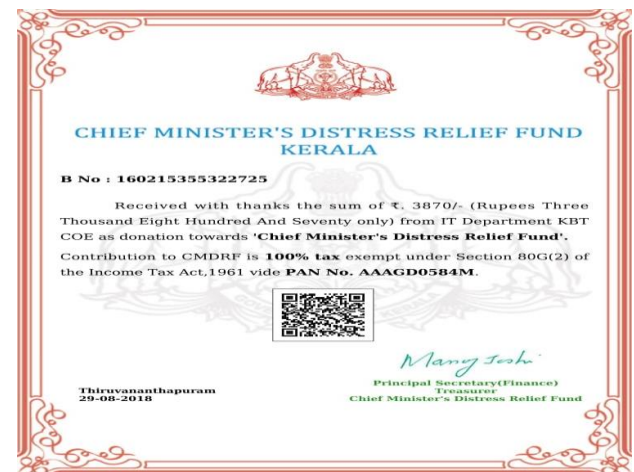 CHIEF MINISTER'S DISTRESS RELIEF FUND
KERALA
B No : 160215355322725
Received with thanks the sum of ₹. 3870/- (Rupees Three
Thousand Eight Hundred And Seventy only) from IT Department KBT
COE as donation towards 'Chief Minister's Distress Relief Fund'.
Contribution to CMDRF is 100% tax exempt under Section 80G(2) of
the Income Tax Act,1961 vide PAN No. AAAGD0584M.
Manoj Joshi
Principal Secretary(Finance)
Treasurer
Chief Minister's Distress Relief Fund
Thiruvananthapuram
29-08-2018